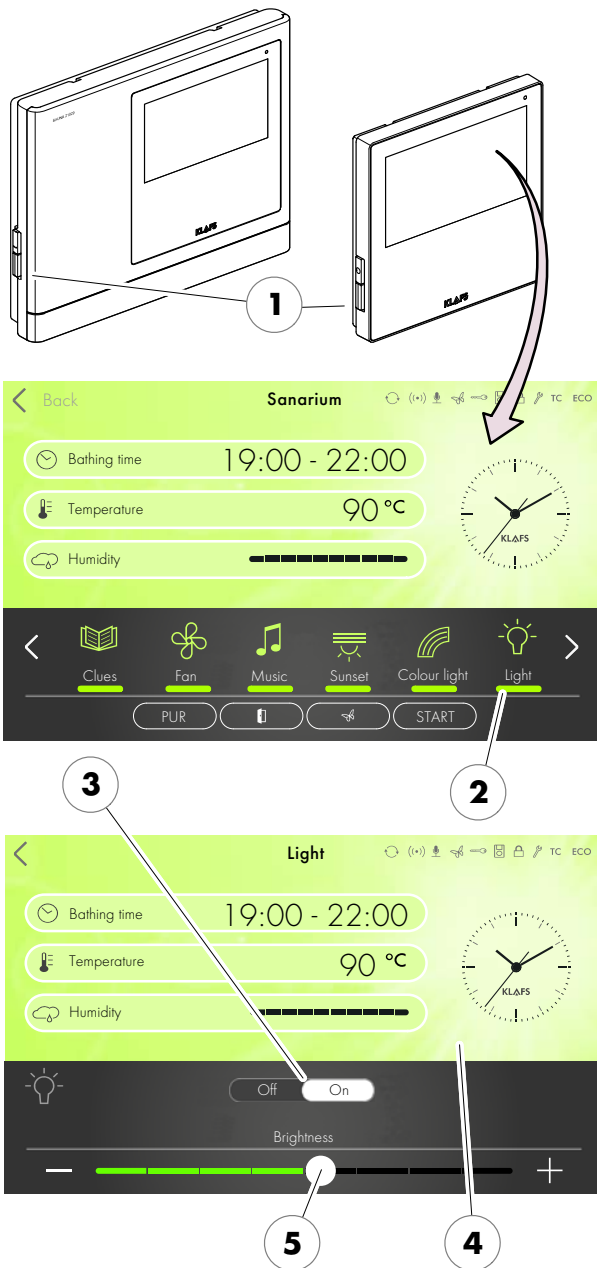 KLAFS
KLAFS
1
Back Sanarium TC ECO
Bathing time 19:00 - 22:00
Temperature 90 °C
Humidity
KLAFS
Clues Fan Music Sunset Colour light Light
PUR START
3 2
Light TC ECO
Bathing time 19:00 - 22:00
Temperature 90 °C
Humidity
KLAFS
Off On
Brightness
5 4